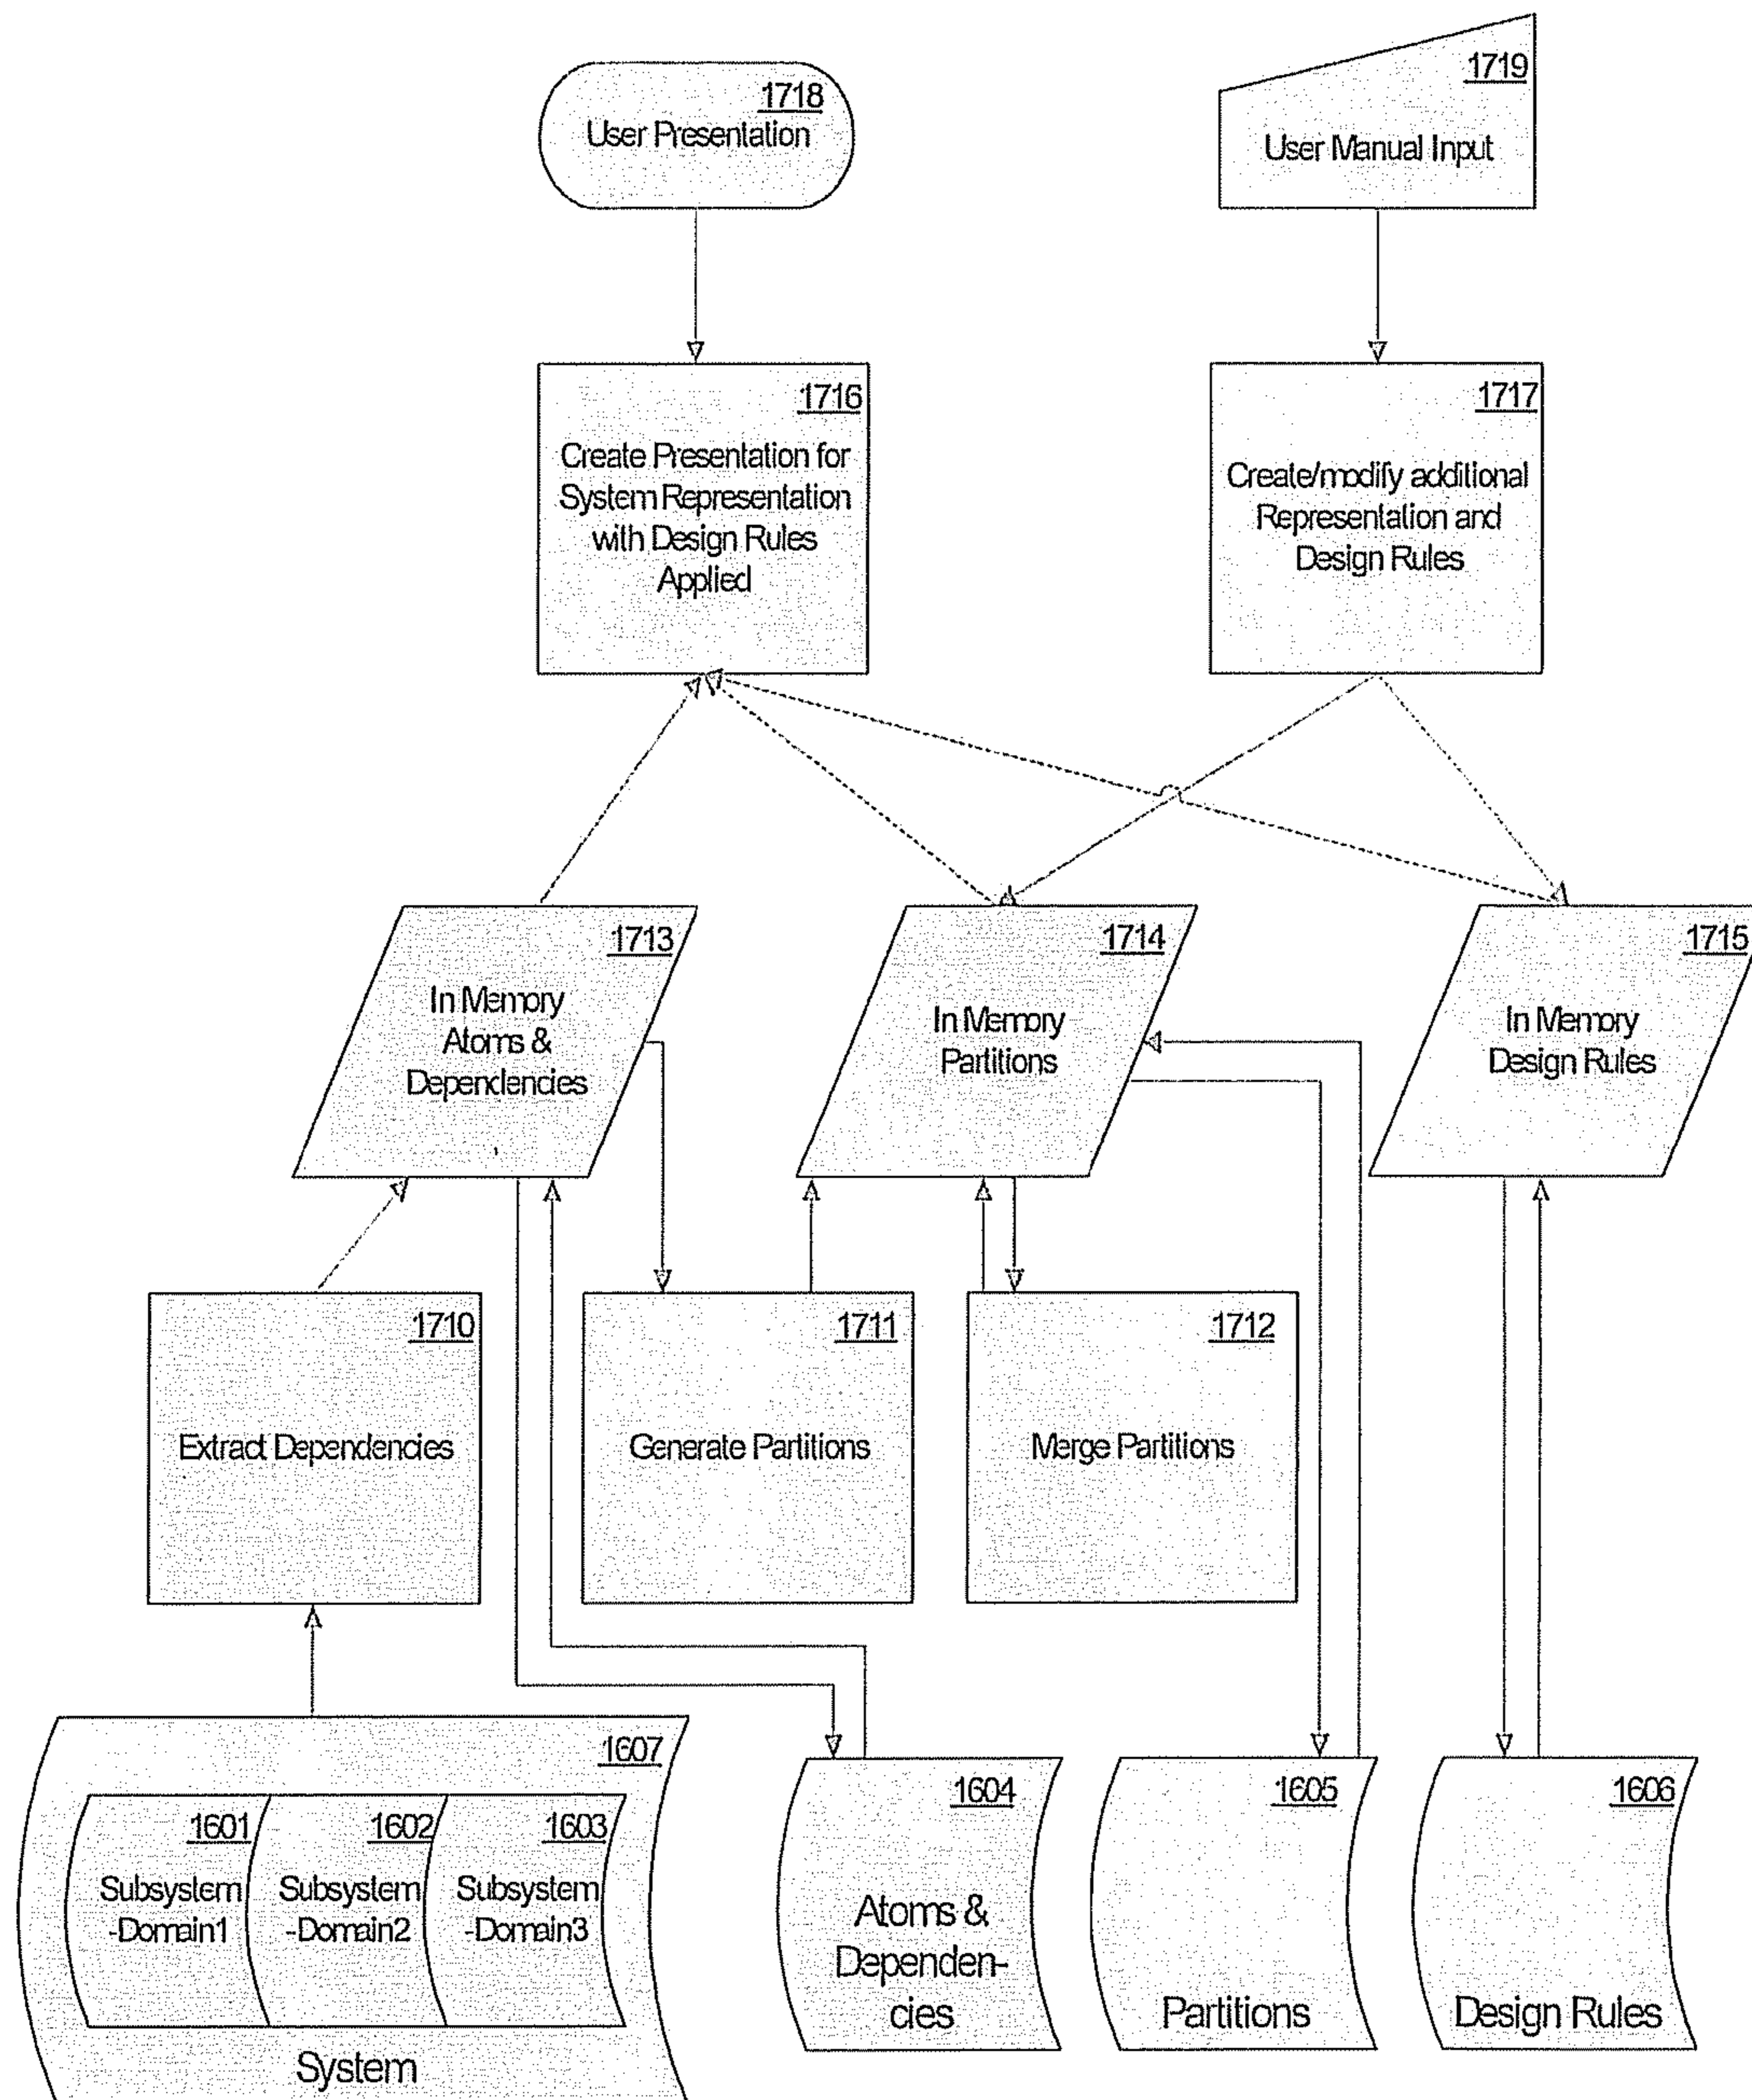 1718
User Presentation
1719
User Manual Input
1716
Create Presentation for
System Representation
with Design Rules
Applied
1717
Create/modify additional
Representation and
Design Rules
1713
In Memory
Atoms &
Dependencies
1714
In Memory
Partitions
1715
In Memory
Design Rules
1710
Extract Dependencies
1711
Generate Partitions
1712
Merge Partitions
1607
1601
Subsystem
-Domain1
1602
Subsystem
-Domain2
1603
Subsystem
-Domain3
System
1604
Atoms &
Dependen-
cies
1605
Partitions
1606
Design Rules